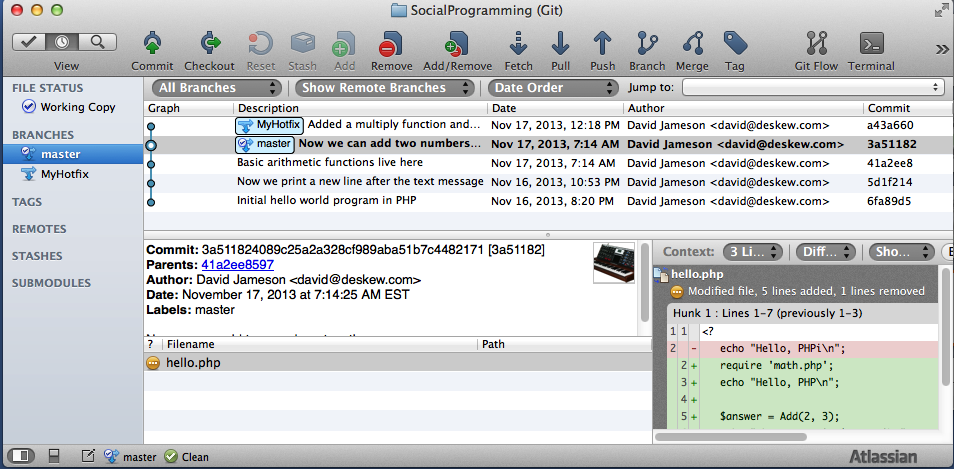 SocialProgramming (Git)
View Commit Checkout Reset Stash Add Remove Add/Remove Fetch Pull Push Branch Merge Tag Git Flow Terminal
FILE STATUS
Working Copy
BRANCHES
master
MyHotfix
TAGS
REMOTES
STASHES
SUBMODULES
All Branches Show Remote Branches Date Order Jump to:
Graph Description Date Author Commit
MyHotfix Added a multiply function and... Nov 17, 2013, 12:18 PM David Jameson <david@deskew.com> a43a660
master Now we can add two numbers... Nov 17, 2013, 7:14 AM David Jameson <david@deskew.com> 3a51182
Basic arithmetic functions live here Nov 17, 2013, 7:14 AM David Jameson <david@deskew.com> 41a2ee8
Now we print a new line after the text message Nov 16, 2013, 10:53 PM David Jameson <david@deskew.com> 5d1f214
Initial hello world program in PHP Nov 16, 2013, 8:20 PM David Jameson <david@deskew.com> 6fa89d5
Commit: 3a511824089c25a2a328cf989aba51b7c4482171 [3a51182]
Parents: 41a2ee8597
Author: David Jameson <david@deskew.com>
Date: November 17, 2013 at 7:14:25 AM EST
Labels: master
? Filename Path
hello.php
Context: 3 Li... Diff... Sho...
hello.php
Modified file, 5 lines added, 1 lines removed
Hunk 1 : Lines 1-7 (previously 1-3)
1 1 <?
2 - echo "Hello, PHPi\n";
2 + require 'math.php';
3 + echo "Hello, PHP\n";
4 +
5 + $answer = Add(2, 3);
master Clean
Atlassian